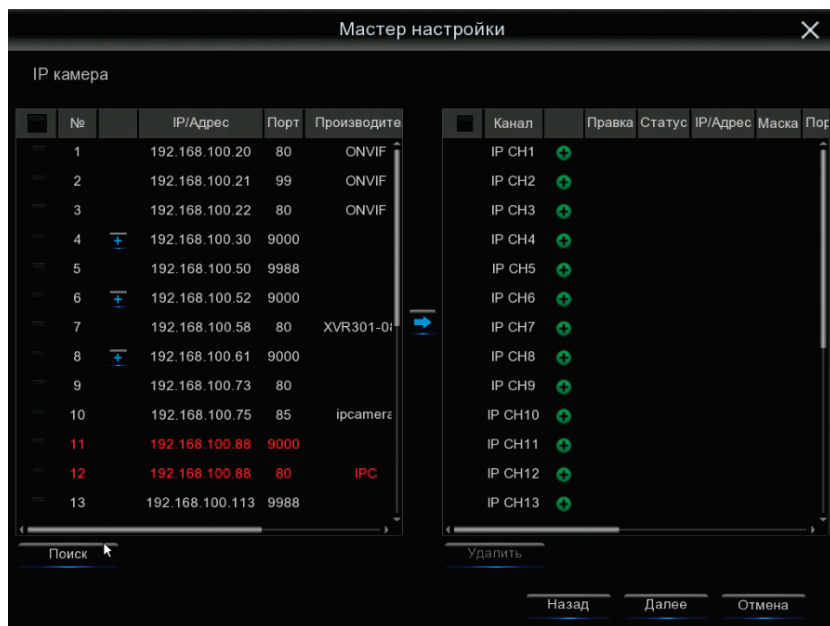 Мастер настройки
IP камера
№ IP/Адрес Порт Производите
1 192.168.100.20 80 ONVIF
2 192.168.100.21 99 ONVIF
3 192.168.100.22 80 ONVIF
4 192.168.100.30 9000
5 192.168.100.50 9988
6 192.168.100.52 9000
7 192.168.100.58 80 XVR301-08
8 192.168.100.61 9000
9 192.168.100.73 80
10 192.168.100.75 85 ipcamera
11 192.168.100.88 9000
12 192.168.100.88 80 IPC
13 192.168.100.113 9988
Поиск
Канал Правка Статус IP/Адрес Маска Пор
IP CH1
IP CH2
IP CH3
IP CH4
IP CH5
IP CH6
IP CH7
IP CH8
IP CH9
IP CH10
IP CH11
IP CH12
IP CH13
Удалить
Назад Далее Отмена